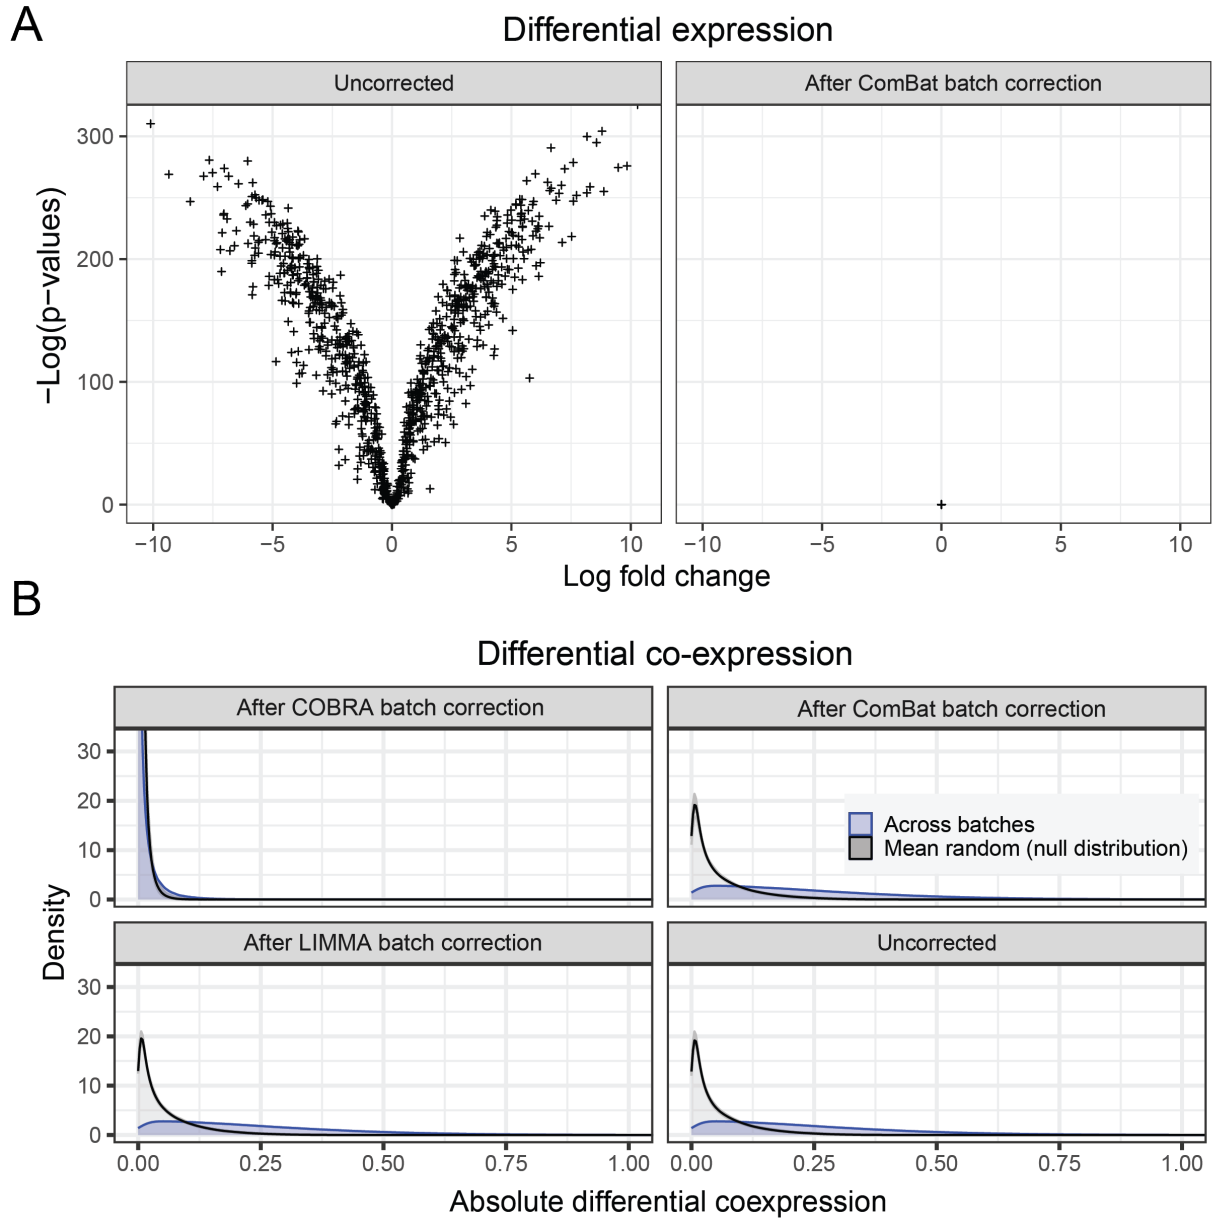 A
Differential expression
Uncorrected
After ComBat batch correction
−Log(p−values)
300
200
100
0
−10 −5 0 5 10
−10 −5 0 5 10
Log fold change
B
Differential co-expression
After COBRA batch correction
After ComBat batch correction
30
20
10
0
Across batches
Mean random (null distribution)
Density
After LIMMA batch correction
Uncorrected
30
20
10
0
0.00 0.25 0.50 0.75 1.00
0.00 0.25 0.50 0.75 1.00
Absolute differential coexpression